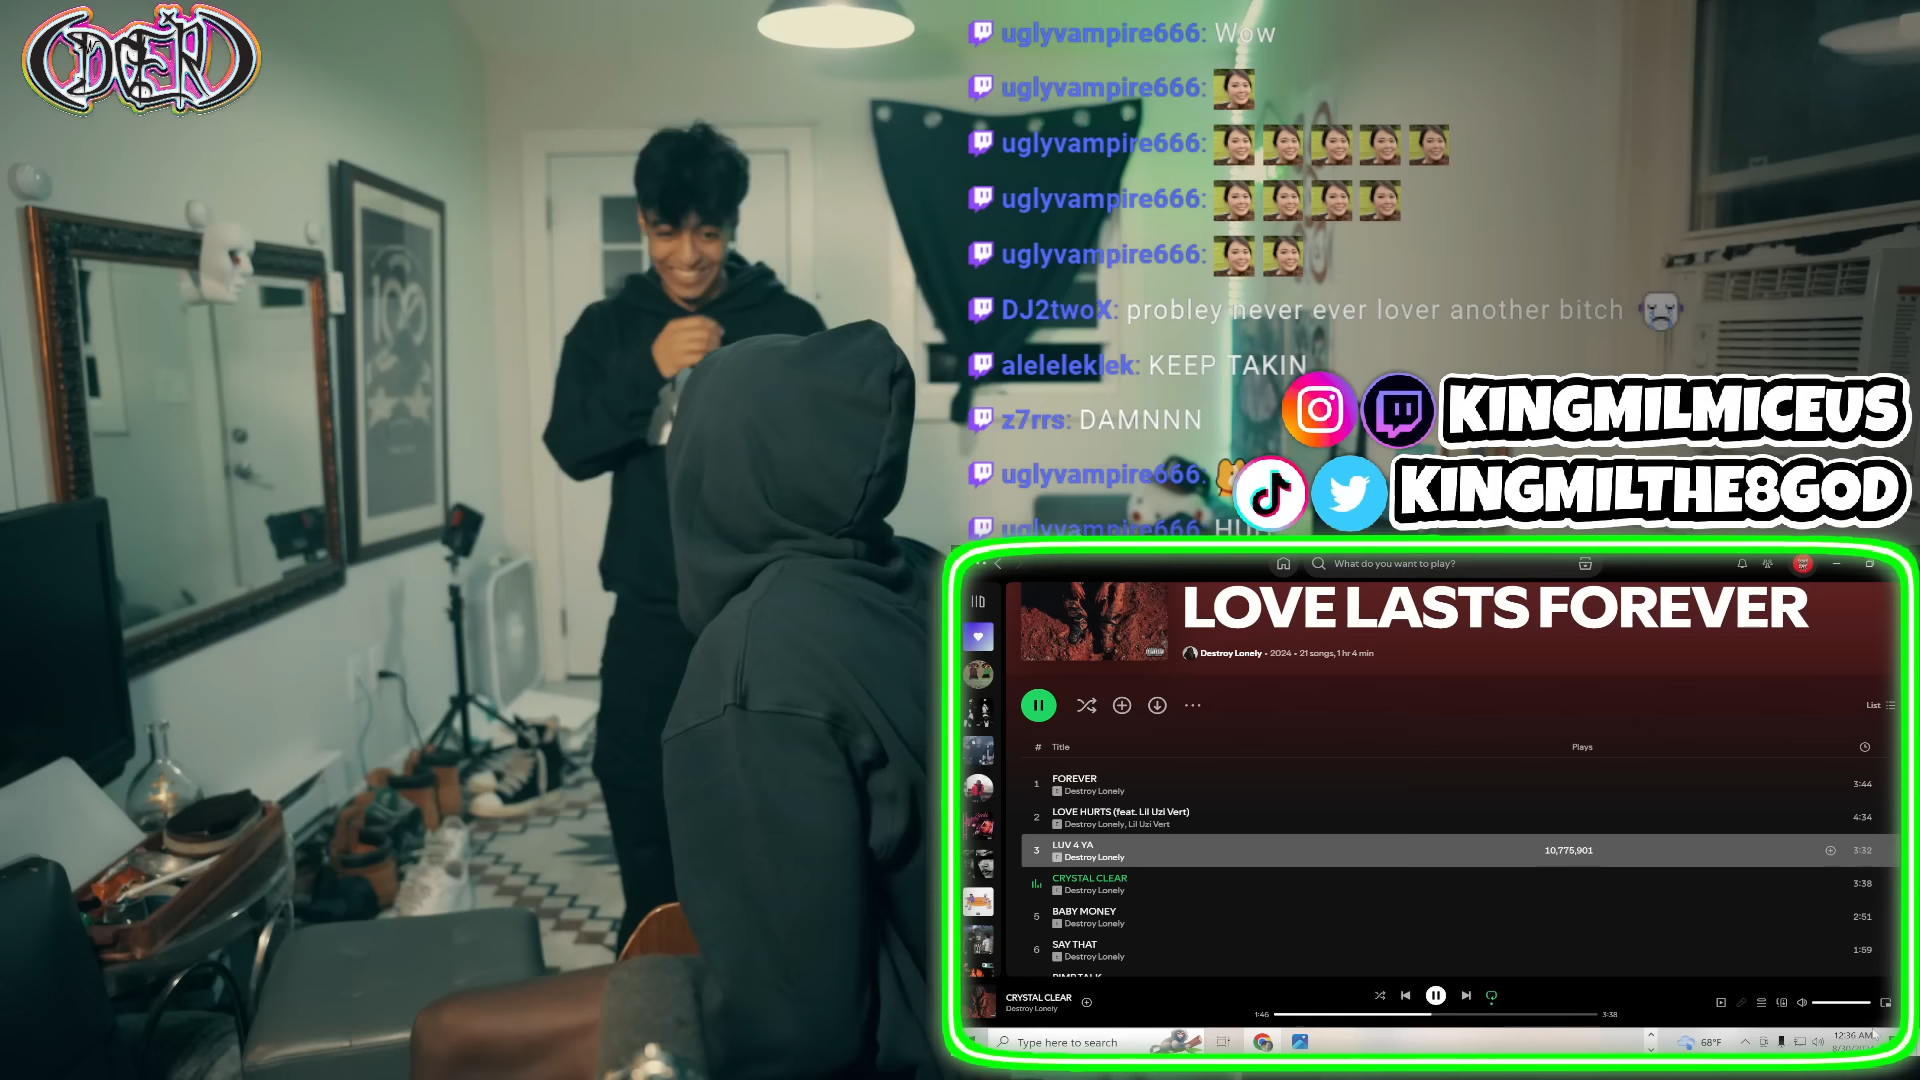 uglyvampire666: Wow
uglyvampire666:
uglyvampire666:
uglyvampire666:
uglyvampire666:
DJ2twoX: probley never ever lover another bitch
aleleleklek: KEEP TAKIN
z7rrs: DAMNNN
uglyvampire666:
uglyvampire666:
KINGMILMICEUS
KINGMILTHE8GOD
What do you want to play?
LOVE LASTS FOREVER
Destroy Lonely • 2024 • 21 songs, 1 hr 4 min
List
# Title Plays
1 FOREVER 3:44
Destroy Lonely
2 LOVE HURTS (feat. Lil Uzi Vert) 4:34
Destroy Lonely, Lil Uzi Vert
3 LUV 4 YA 10,775,901 3:32
Destroy Lonely
CRYSTAL CLEAR 3:38
Destroy Lonely
5 BABY MONEY 2:51
Destroy Lonely
6 SAY THAT 1:59
Destroy Lonely
PIMP TALK
CRYSTAL CLEAR
Destroy Lonely
1:46 3:38
Type here to search
68°F
12:36 AM